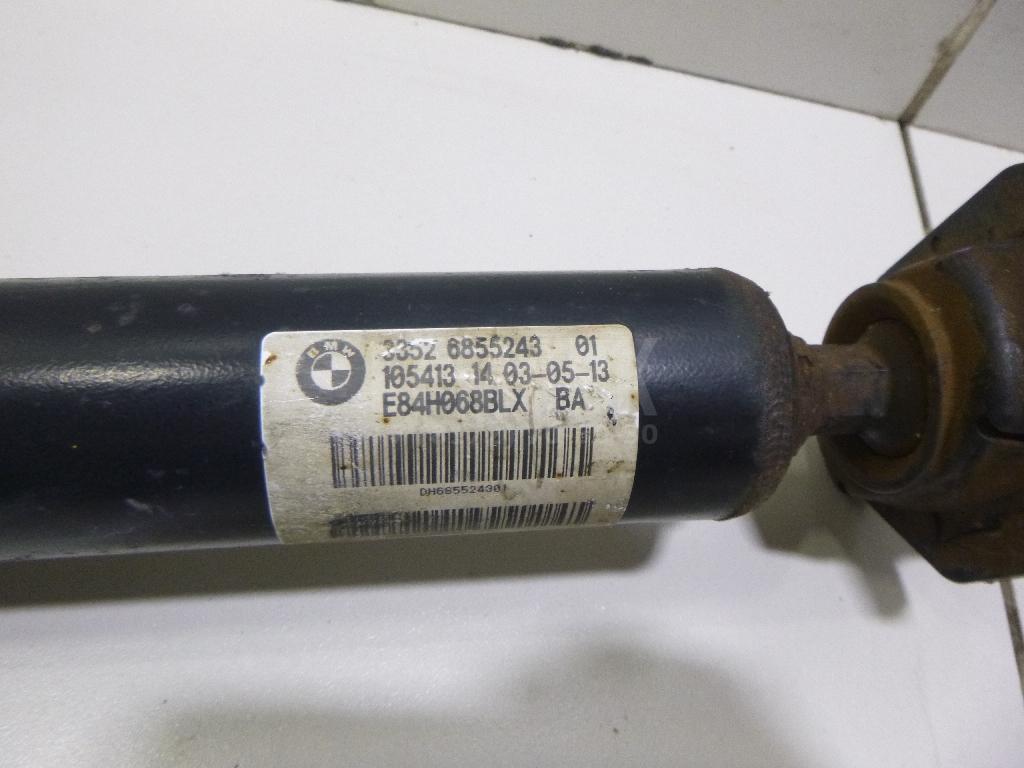 BMW
3352 6855243 01
105413 14 03-05-13
E84H068BLX BA
DH685524301